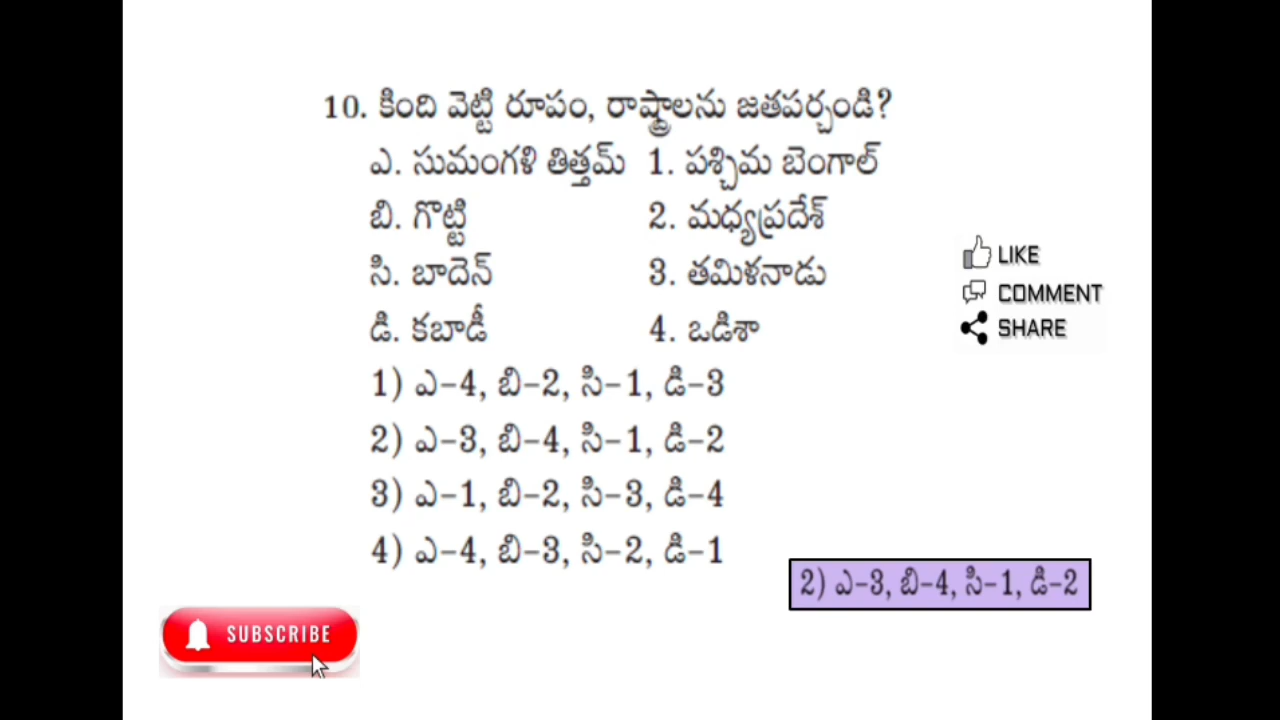 10. కింది వెట్టి రూపం, రాష్ట్రాలను జతపర్చండి?
ఎ. సుమంగళి తిత్తమ్ 1. పశ్చిమ బెంగాల్
బి. గొట్టి 2. మధ్యప్రదేశ్
సి. బాదెన్ 3. తమిళనాడు
డి. కబాడీ 4. ఒడిశా
1) ఎ-4, బి-2, సి-1, డి-3
2) ఎ-3, బి-4, సి-1, డి-2
3) ఎ-1, బి-2, సి-3, డి-4
4) ఎ-4, బి-3, సి-2, డి-1
LIKE
COMMENT
SHARE
2) ఎ-3, బి-4, సి-1, డి-2
SUBSCRIBE